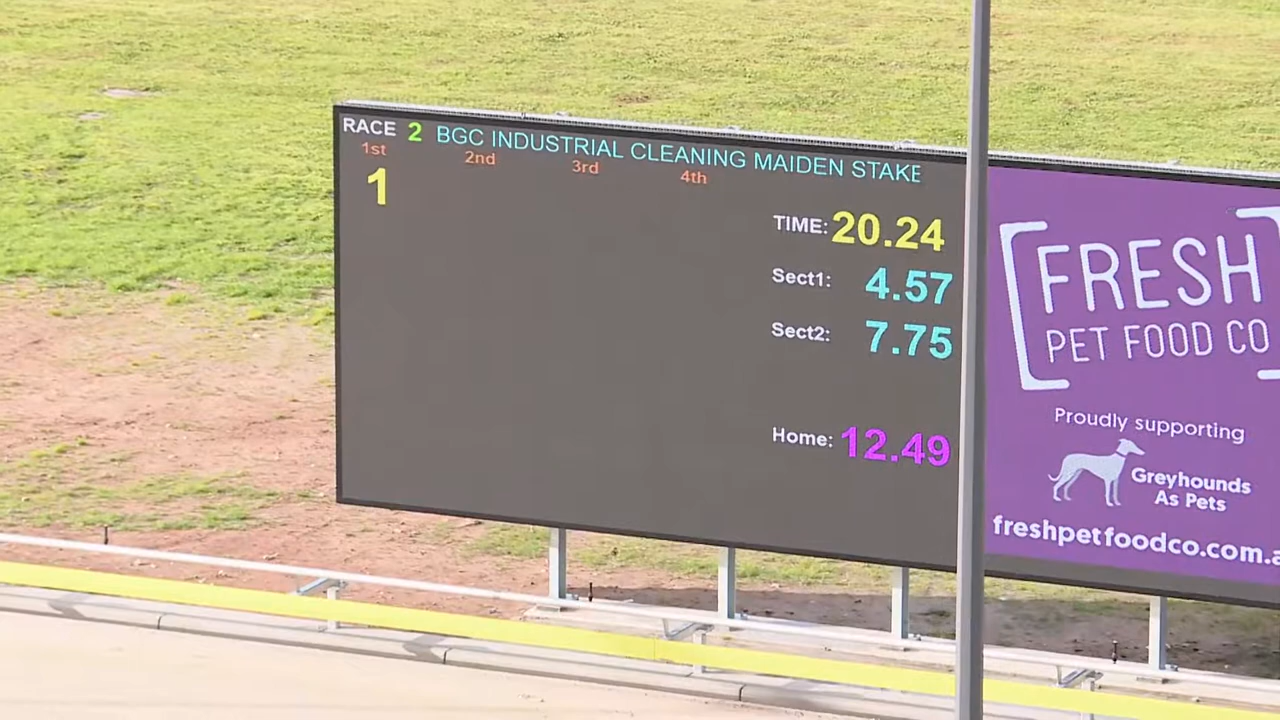 RACE 2 BGC INDUSTRIAL CLEANING MAIDEN STAKE
1st 2nd 3rd 4th
1
TIME: 20.24
Sect1: 4.57
Sect2: 7.75
Home: 12.49
FRESH
PET FOOD CO
Proudly supporting
Greyhounds
As Pets
freshpetfoodco.com.a